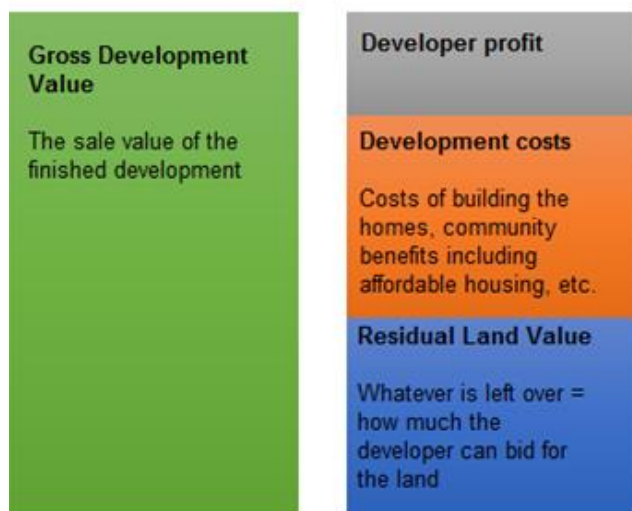 Gross Development
Value
The sale value of the
finished development
Developer profit
Development costs
Costs of building the
homes, community
benefits including
affordable housing, etc.
Residual Land Value
Whatever is left over =
how much the
developer can bid for
the land